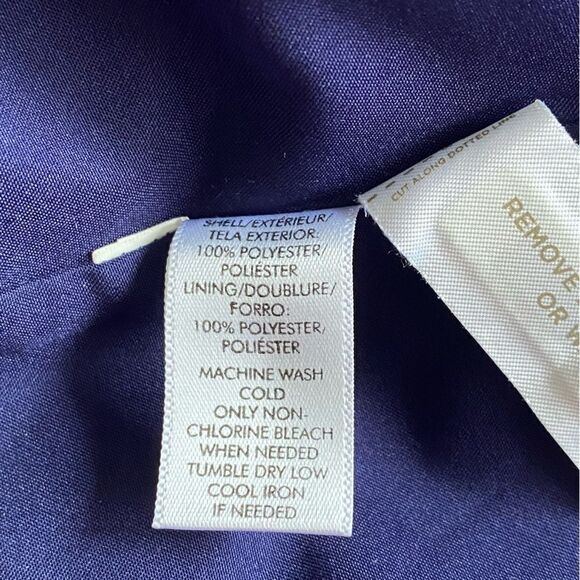 SHELL/EXTÉRIEUR/
TELA EXTERIOR:
100% POLYESTER/
POLIÉSTER
LINING/DOUBLURE/
FORRO:
100% POLYESTER/
POLIÉSTER
MACHINE WASH
COLD
ONLY NON-
CHLORINE BLEACH
WHEN NEEDED
TUMBLE DRY LOW
COOL IRON
IF NEEDED
CUT ALONG DOTTED LINE
REMOVE
OR